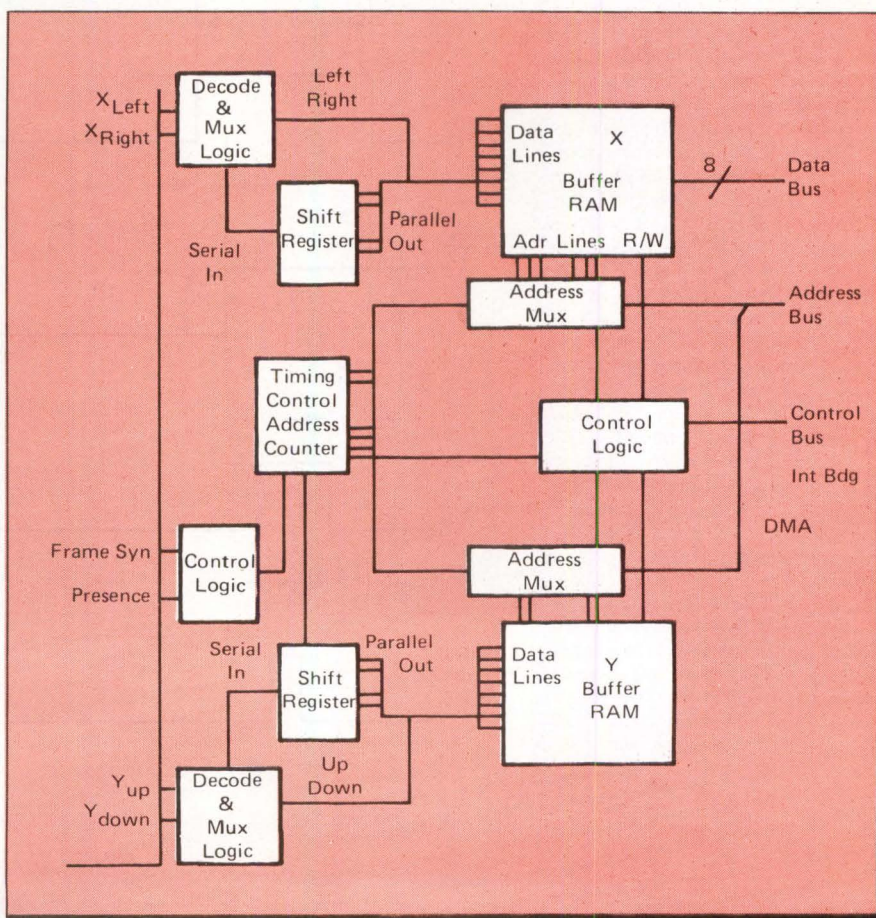 Decode
&
Mux
Logic
X Left
X Right
Left
Right
Serial
In
Shift
Register
Parallel
Out
Data
Lines
X
Buffer
RAM
Adr Lines R/W
8
Data
Bus
Address
Mux
Address
Bus
Timing
Control
Address
Counter
Control
Logic
Control
Bus
Int Bdg
DMA
Frame Syn
Presence
Control
Logic
Address
Mux
Serial
In
Shift
Register
Parallel
Out
Data
Lines
Y
Buffer
RAM
Y up
Y down
Decode
&
Mux
Logic
Up
Down